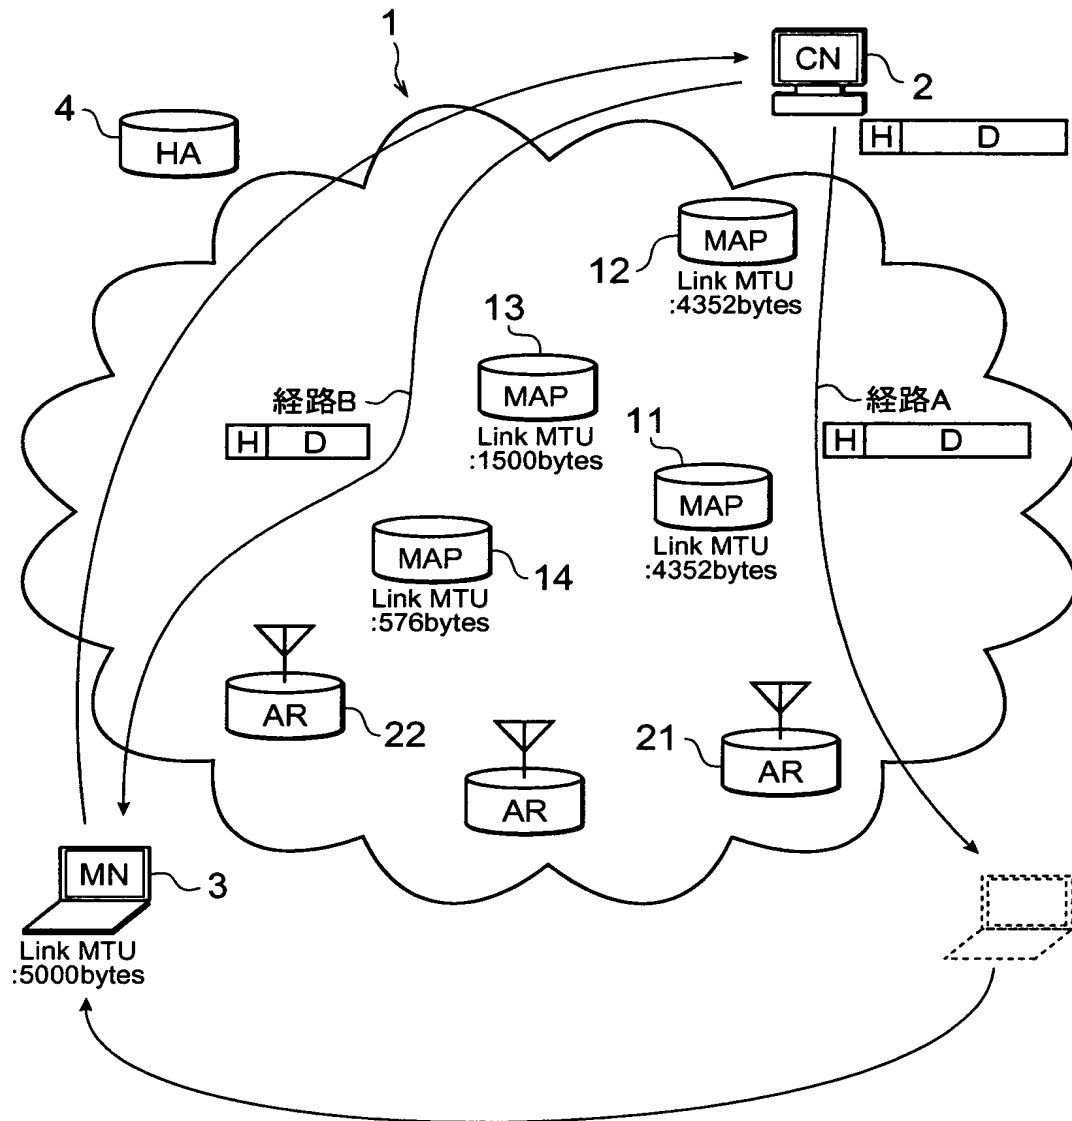 1
CN
2
4
HA
H D
MAP
12
Link MTU
:4352bytes
13
MAP
経路B
経路A
11
Link MTU
:1500bytes
H D
H D
MAP
Link MTU
:4352bytes
MAP
14
Link MTU
:576bytes
AR
22
21
AR
AR
MN
3
Link MTU
:5000bytes